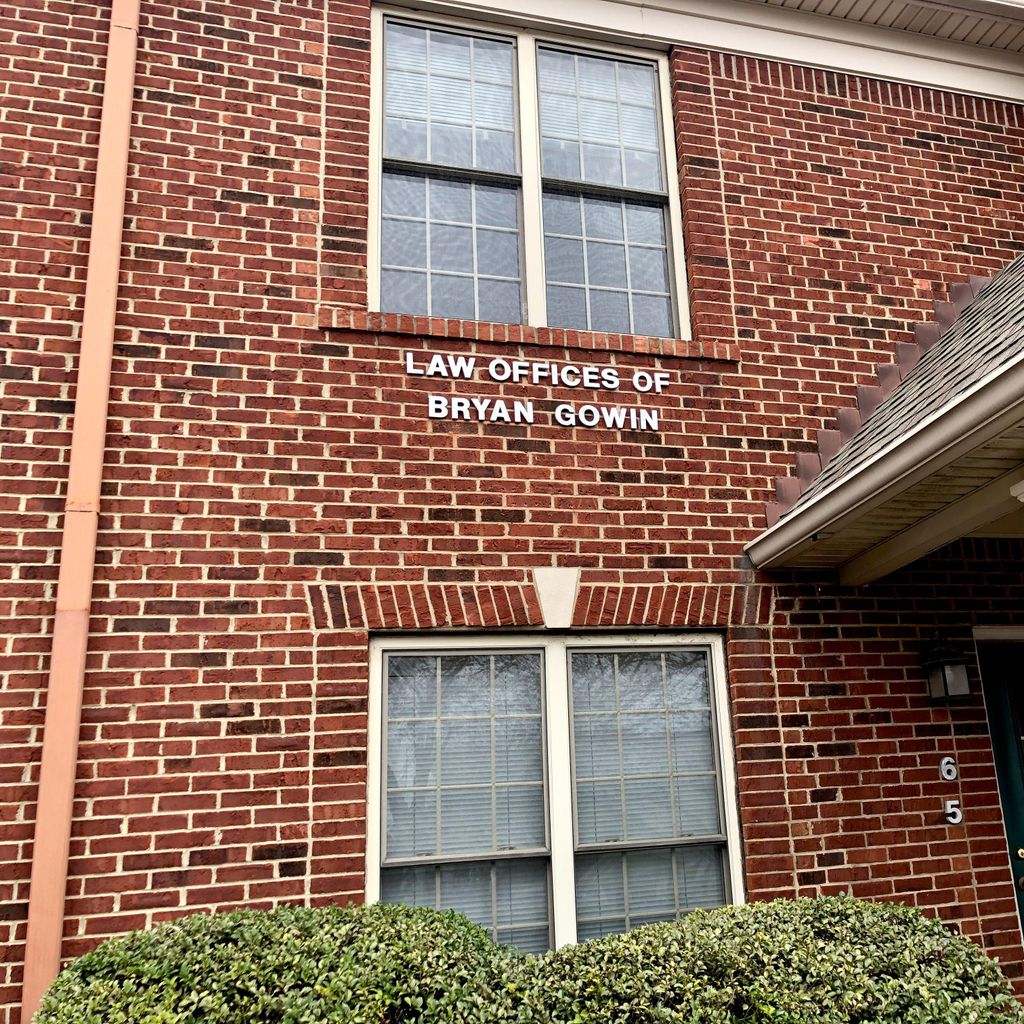 LAW OFFICES OF
BRYAN GOWIN
6
5